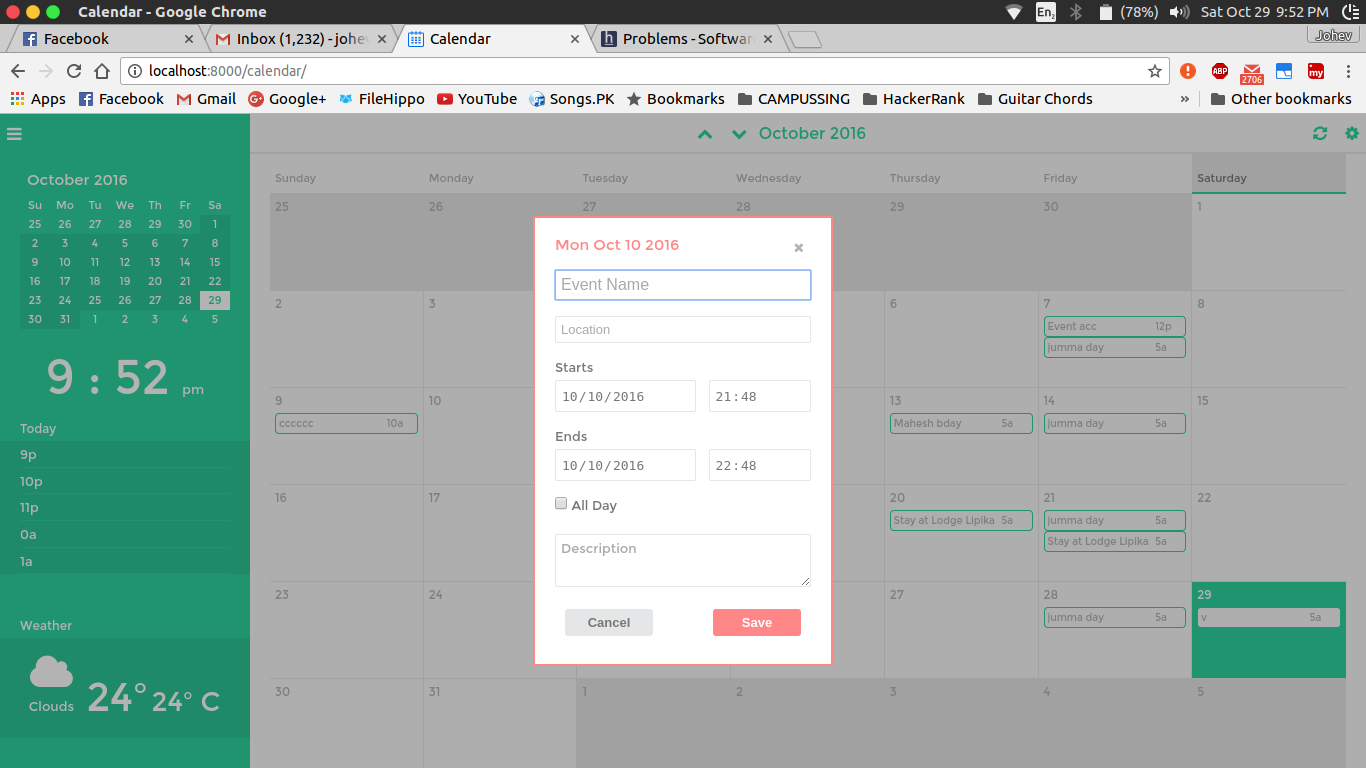 Calendar - Google Chrome
En2 (78%) Sat Oct 29 9:52 PM
Facebook Inbox (1,232) - johe Calendar Problems - Softwar Johev
localhost:8000/calendar/ ABP 2706 my
Apps Facebook Gmail Google+ FileHippo YouTube Songs.PK Bookmarks CAMPUSSING HackerRank Guitar Chords » Other bookmarks
October 2016
Su Mo Tu We Th Fr Sa
25 26 27 28 29 30 1
2 3 4 5 6 7 8
9 10 11 12 13 14 15
16 17 18 19 20 21 22
23 24 25 26 27 28 29
30 31 1 2 3 4 5
9 : 52 pm
Today
9p
10p
11p
0a
1a
Weather
Clouds 24° 24° C
October 2016
Sunday Monday Tuesday Wednesday Thursday Friday Saturday
25 26 27 28 29 30 1
2 3 6 7 8
Event acc 12p
jumma day 5a
9 10 13 14 15
cccccc 10a Mahesh bday 5a jumma day 5a
16 17 20 21 22
Stay at Lodge Lipika 5a jumma day 5a
Stay at Lodge Lipika 5a
23 24 27 28 29
jumma day 5a v 5a
30 31 1 2 3 4 5
Mon Oct 10 2016 ×
Event Name
Location
Starts
10/10/2016 21:48
Ends
10/10/2016 22:48
All Day
Description
Cancel Save